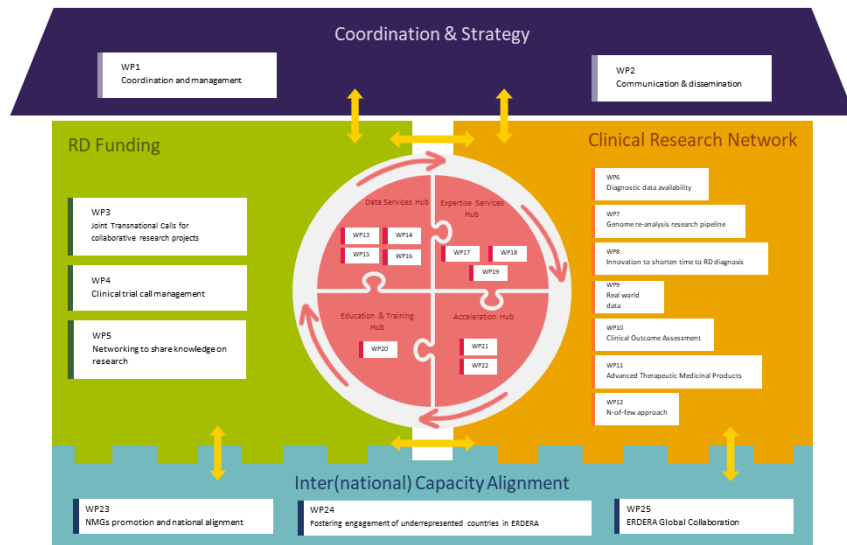 Coordination & Strategy
WP1
Coordination and management
WP2
Communication & dissemination
RD Funding
WP3
Joint Transnational Calls for
collaborative research projects
WP4
Clinical trial call management
WP5
Networking to share knowledge on
research
Data Services Hub
WP13
WP14
WP15
WP16
Expertise Services
Hub
WP17
WP18
WP19
Education & Training
Hub
WP20
Acceleration Hub
WP21
WP22
Clinical Research Network
WP6
Diagnostic data availability
WP7
Genome re-analysis research pipeline
WP8
Innovation to shorten time to RD diagnosis
WP9
Real world
data
WP10
Clinical Outcome Assessment
WP11
Advanced Therapeutic Medicinal Products
WP12
N-of-few approach
Inter(national) Capacity Alignment
WP23
NMGs promotion and national alignment
WP24
Fostering engagement of underrepresented countries in ERDERA
WP25
ERDERA Global Collaboration